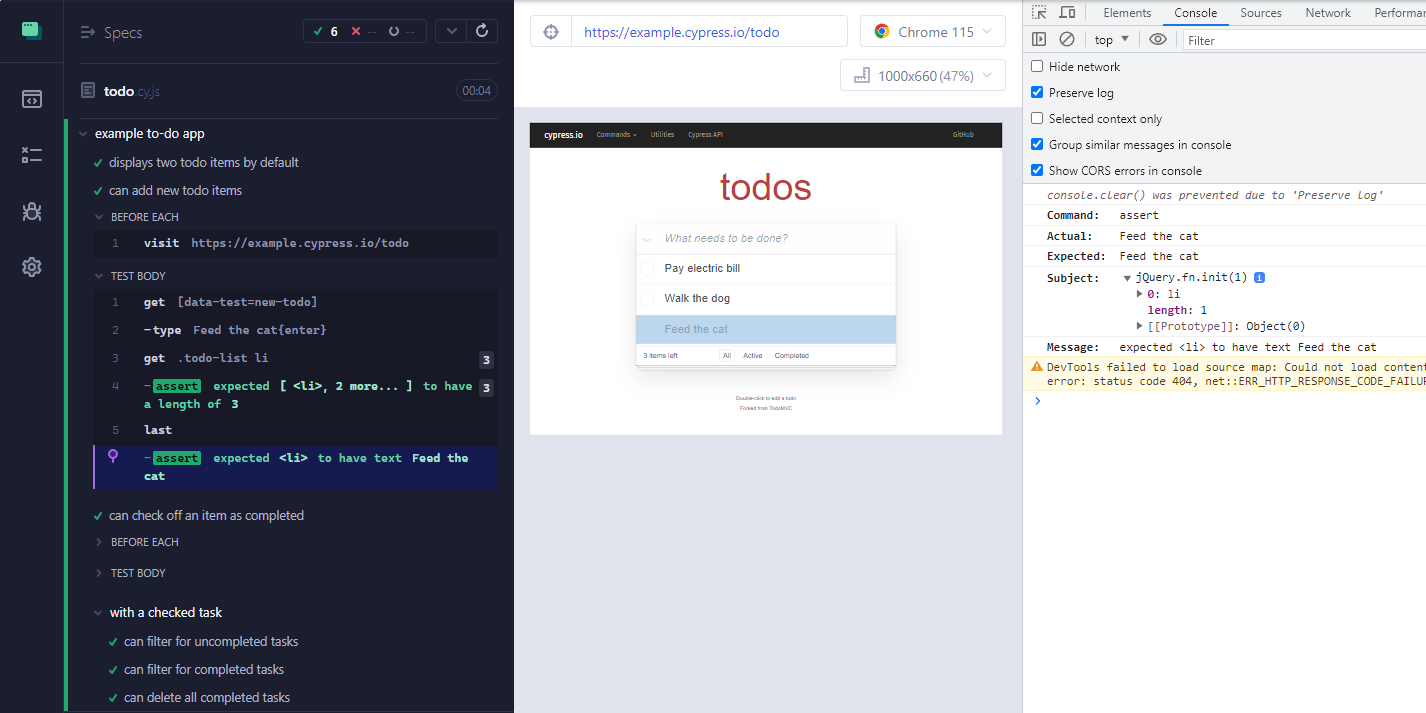 Specs
6 -- --
todo.cy.js
00:04
example to-do app
displays two todo items by default
can add new todo items
BEFORE EACH
1 visit https://example.cypress.io/todo
TEST BODY
1 get [data-test=new-todo]
2 -type Feed the cat{enter}
3 get .todo-list li 3
4 -assert expected [ <li>, 2 more... ] to have 3
a length of 3
5 last
-assert expected <li> to have text Feed the
cat
can check off an item as completed
BEFORE EACH
TEST BODY
with a checked task
can filter for uncompleted tasks
can filter for completed tasks
can delete all completed tasks
https://example.cypress.io/todo
Chrome 115
1000x660 (47%)
cypress.io Commands Utilities Cypress API GitHub
todos
What needs to be done?
Pay electric bill
Walk the dog
Feed the cat
3 items left All Active Completed
Double-click to edit a todo
Forked from TodoMVC
Elements Console Sources Network Performa
top Filter
Hide network
Preserve log
Selected context only
Group similar messages in console
Show CORS errors in console
console.clear() was prevented due to 'Preserve log'
Command: assert
Actual: Feed the cat
Expected: Feed the cat
Subject: jQuery.fn.init(1) i
0: li
length: 1
[[Prototype]]: Object(0)
Message: expected <li> to have text Feed the cat
DevTools failed to load source map: Could not load content
error: status code 404, net::ERR_HTTP_RESPONSE_CODE_FAILUR